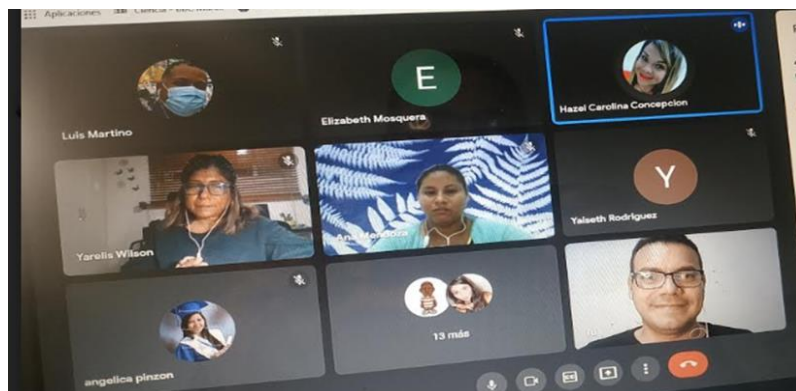 Aplicaciones
Luis Martino
E
Elizabeth Mosquera
Hazel Carolina Concepcion
Yarelis Wilson
Ana Mendoza
Y
Yaiseth Rodriguez
angelica pinzon
13 más